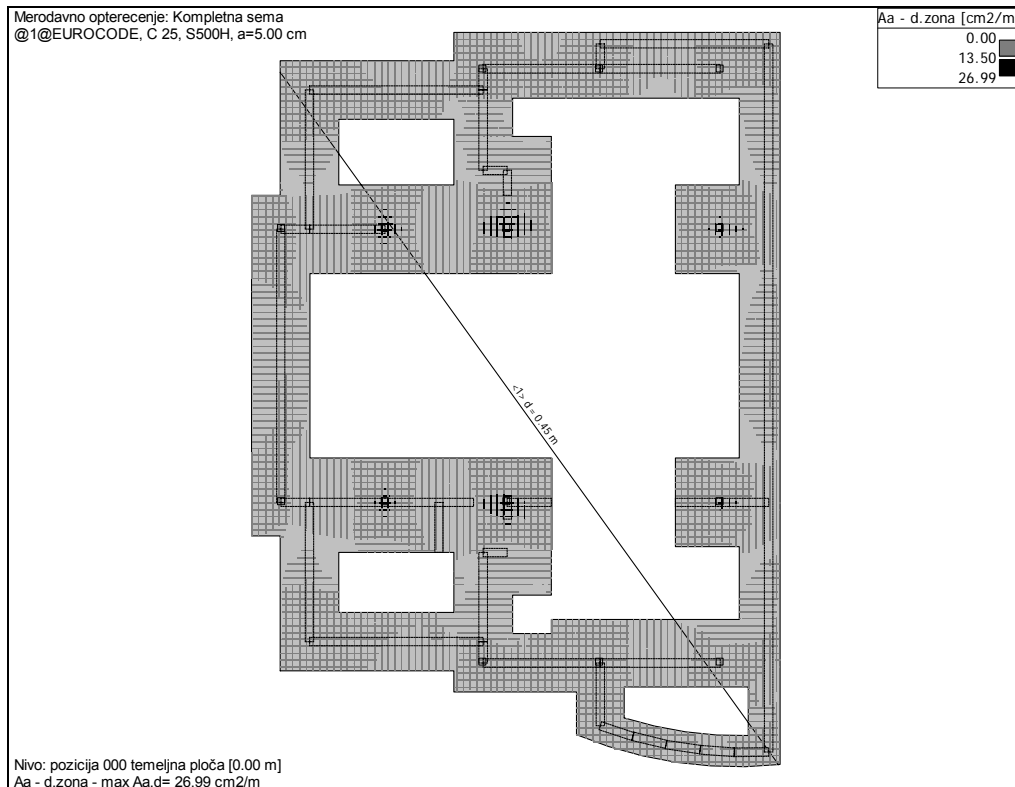 Merodavno opterecenje: Kompletna sema
@1@EUROCODE, C 25, S500H, a=5.00 cm
Aa - d.zona [cm2/m
0.00
13.50
26.99
<1> d = 0.45 m
Nivo: pozicija 000 temeljna ploča [0.00 m]
Aa - d.zona - max Aa,d= 26.99 cm2/m